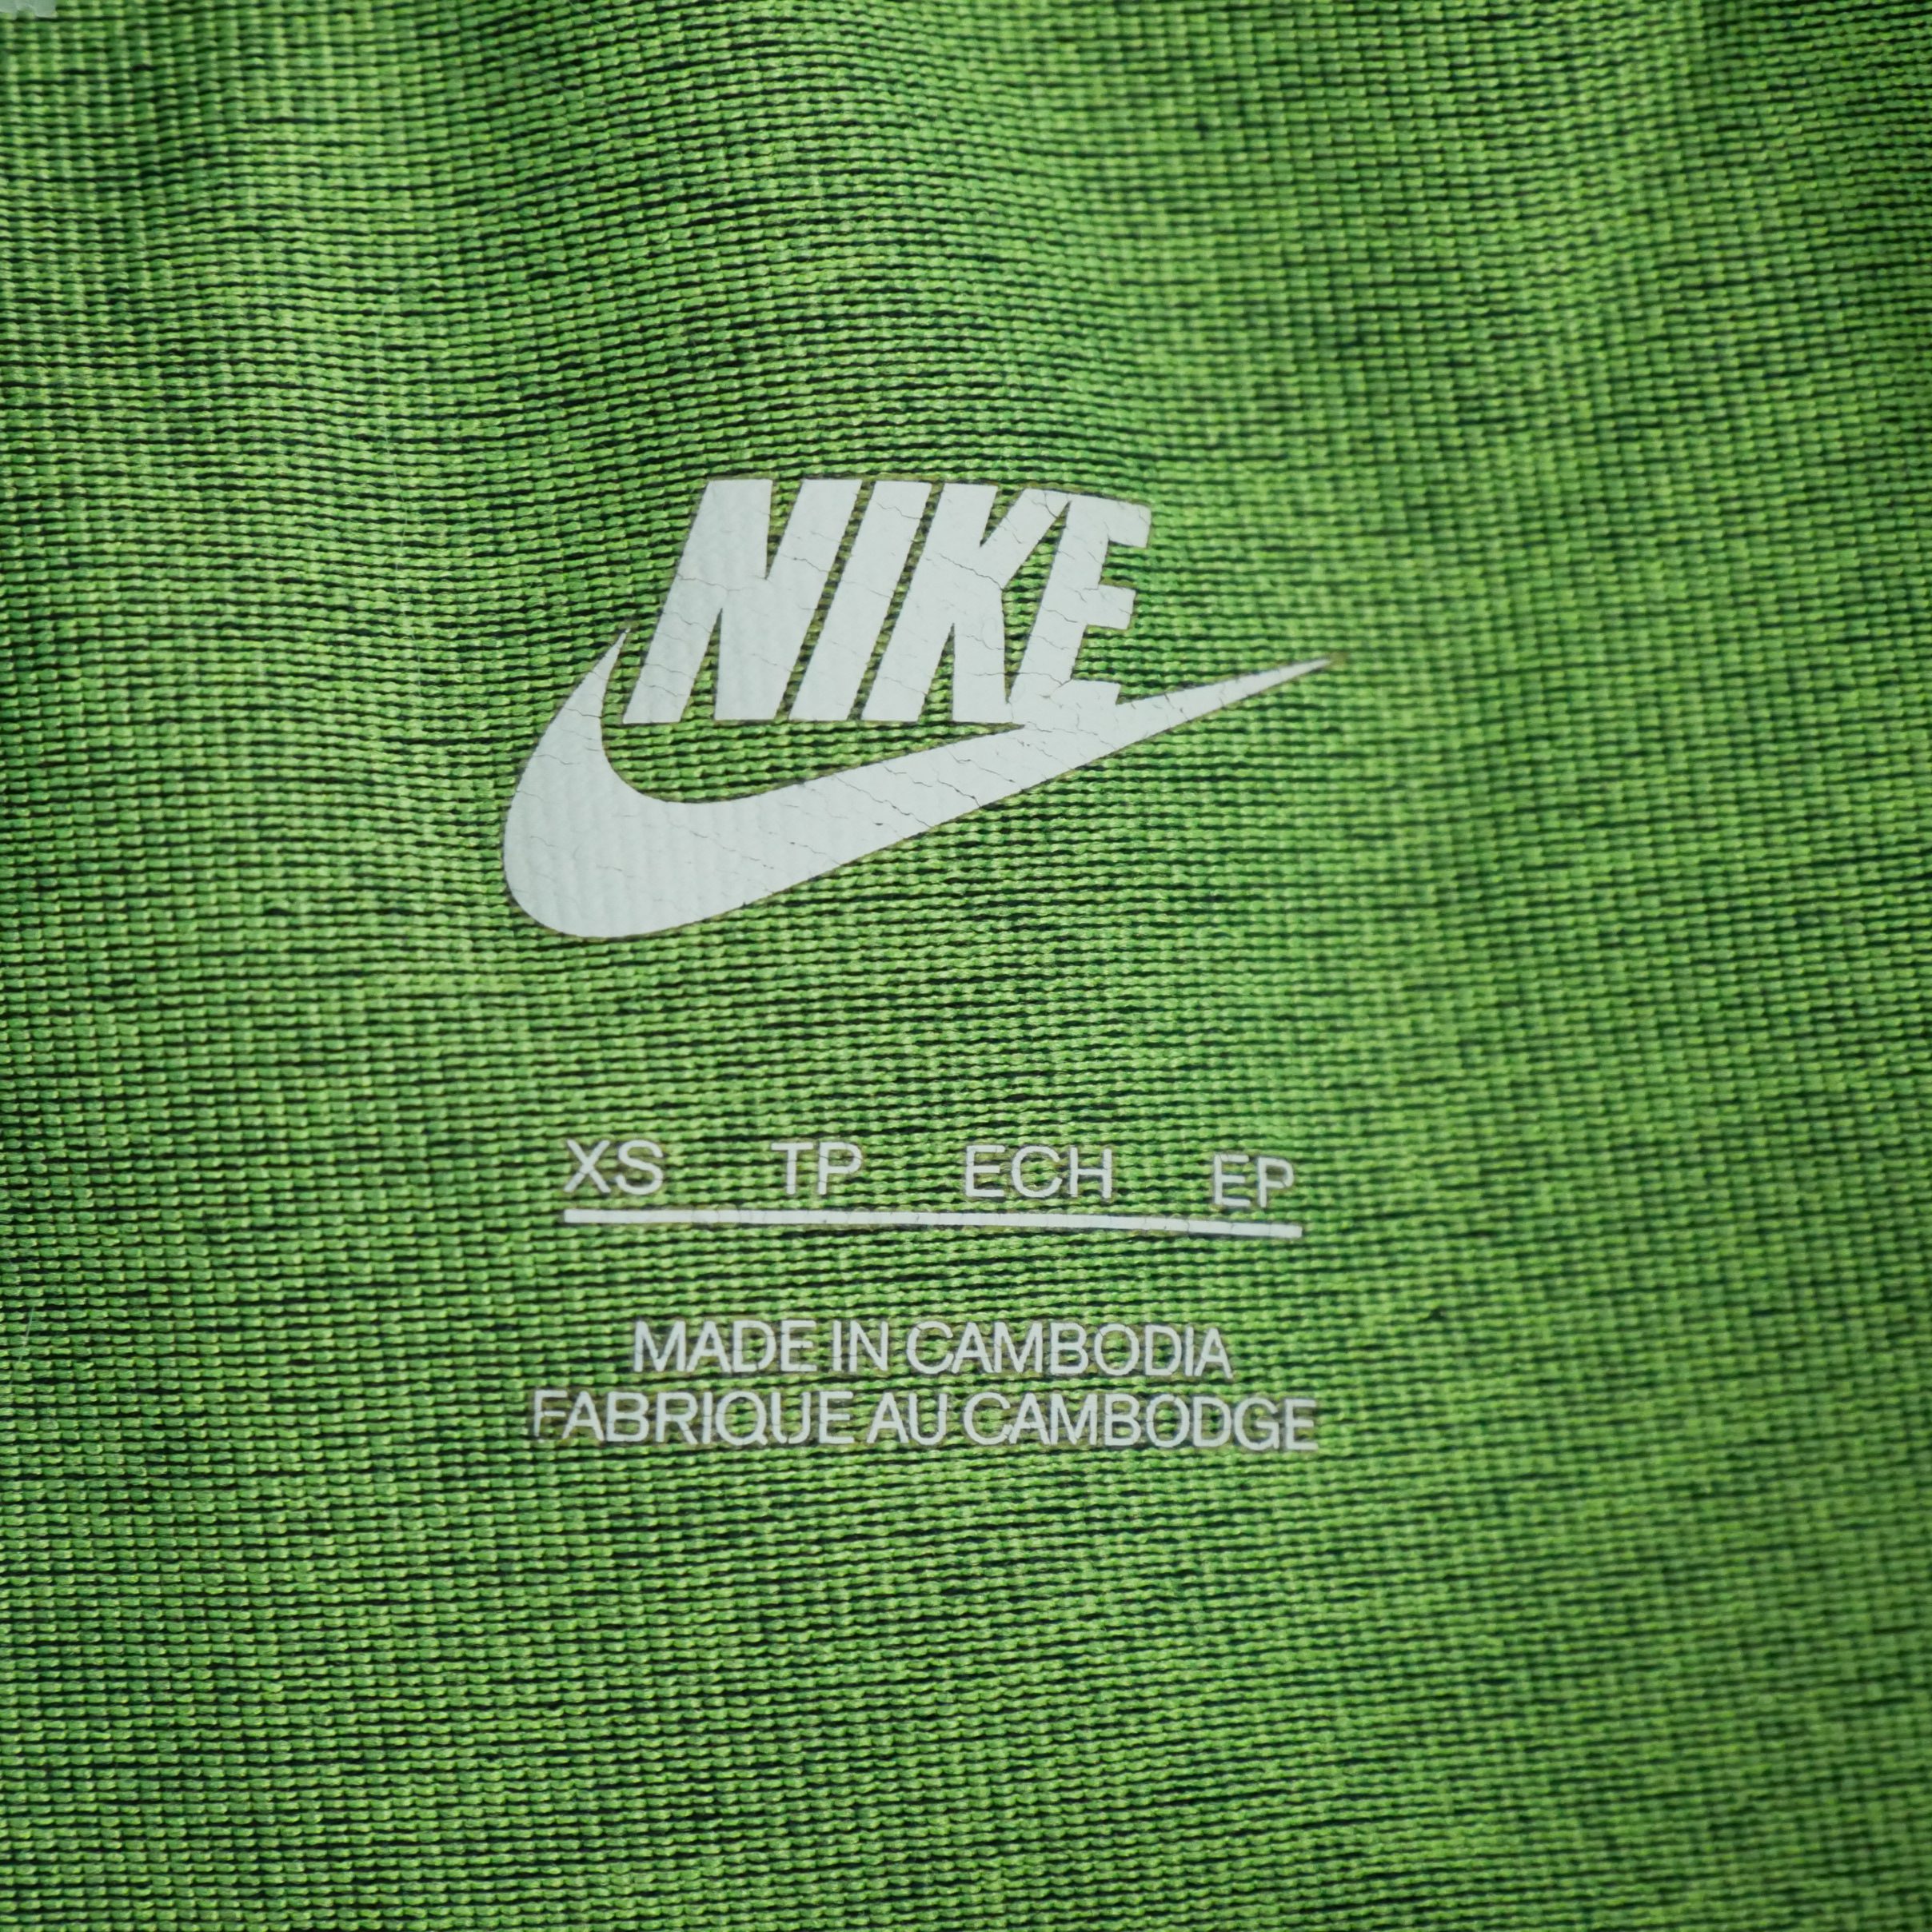 NIKE
XS TP ECH EP
MADE IN CAMBODIA
FABRIQUE AU CAMBODGE